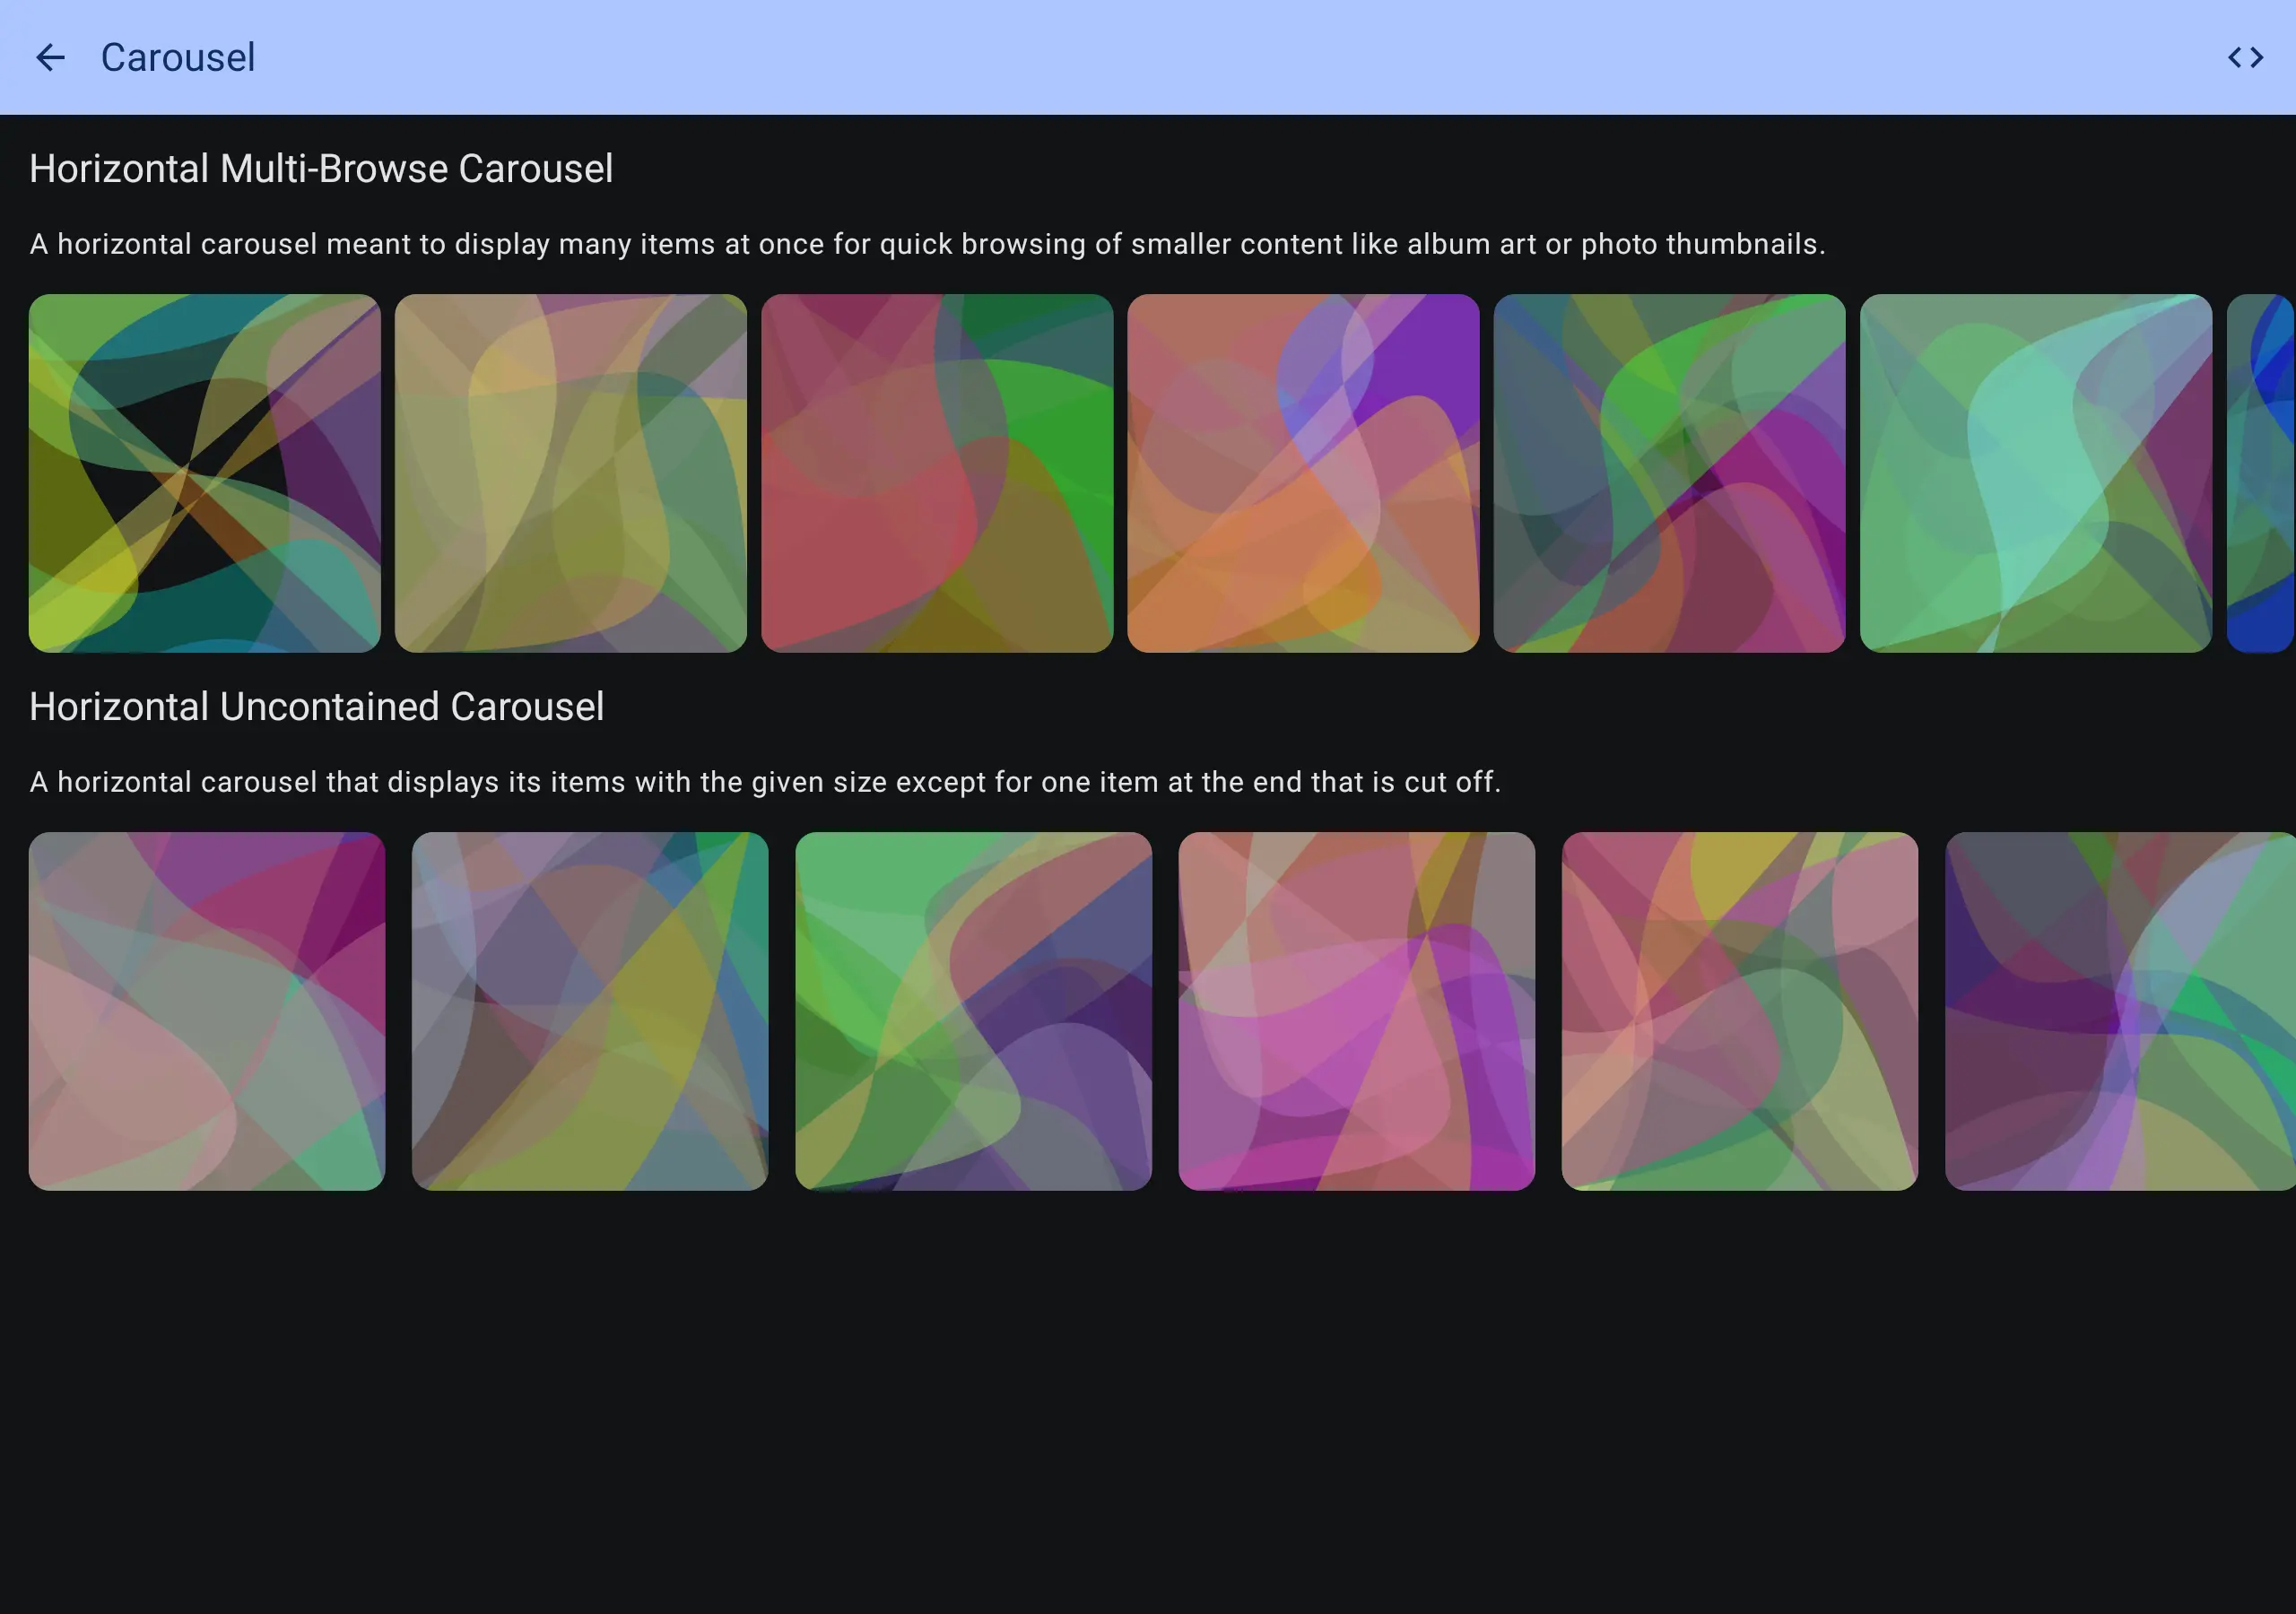 Carousel
Horizontal Multi-Browse Carousel
A horizontal carousel meant to display many items at once for quick browsing of smaller content like album art or photo thumbnails.
Horizontal Uncontained Carousel
A horizontal carousel that displays its items with the given size except for one item at the end that is cut off.